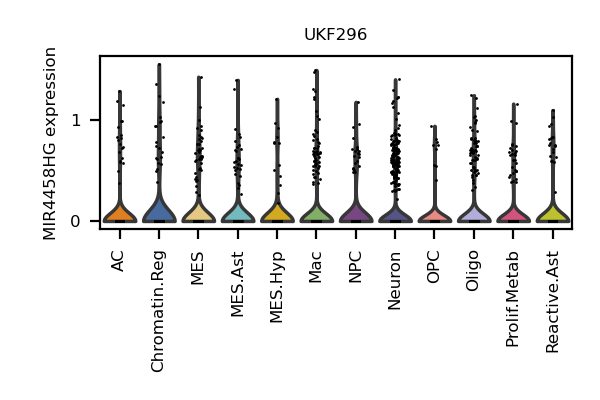 UKF296
MIR4458HG expression
1
0
AC
Chromatin.Reg
MES
MES.Ast
MES.Hyp
Mac
NPC
Neuron
OPC
Oligo
Prolif.Metab
Reactive.Ast